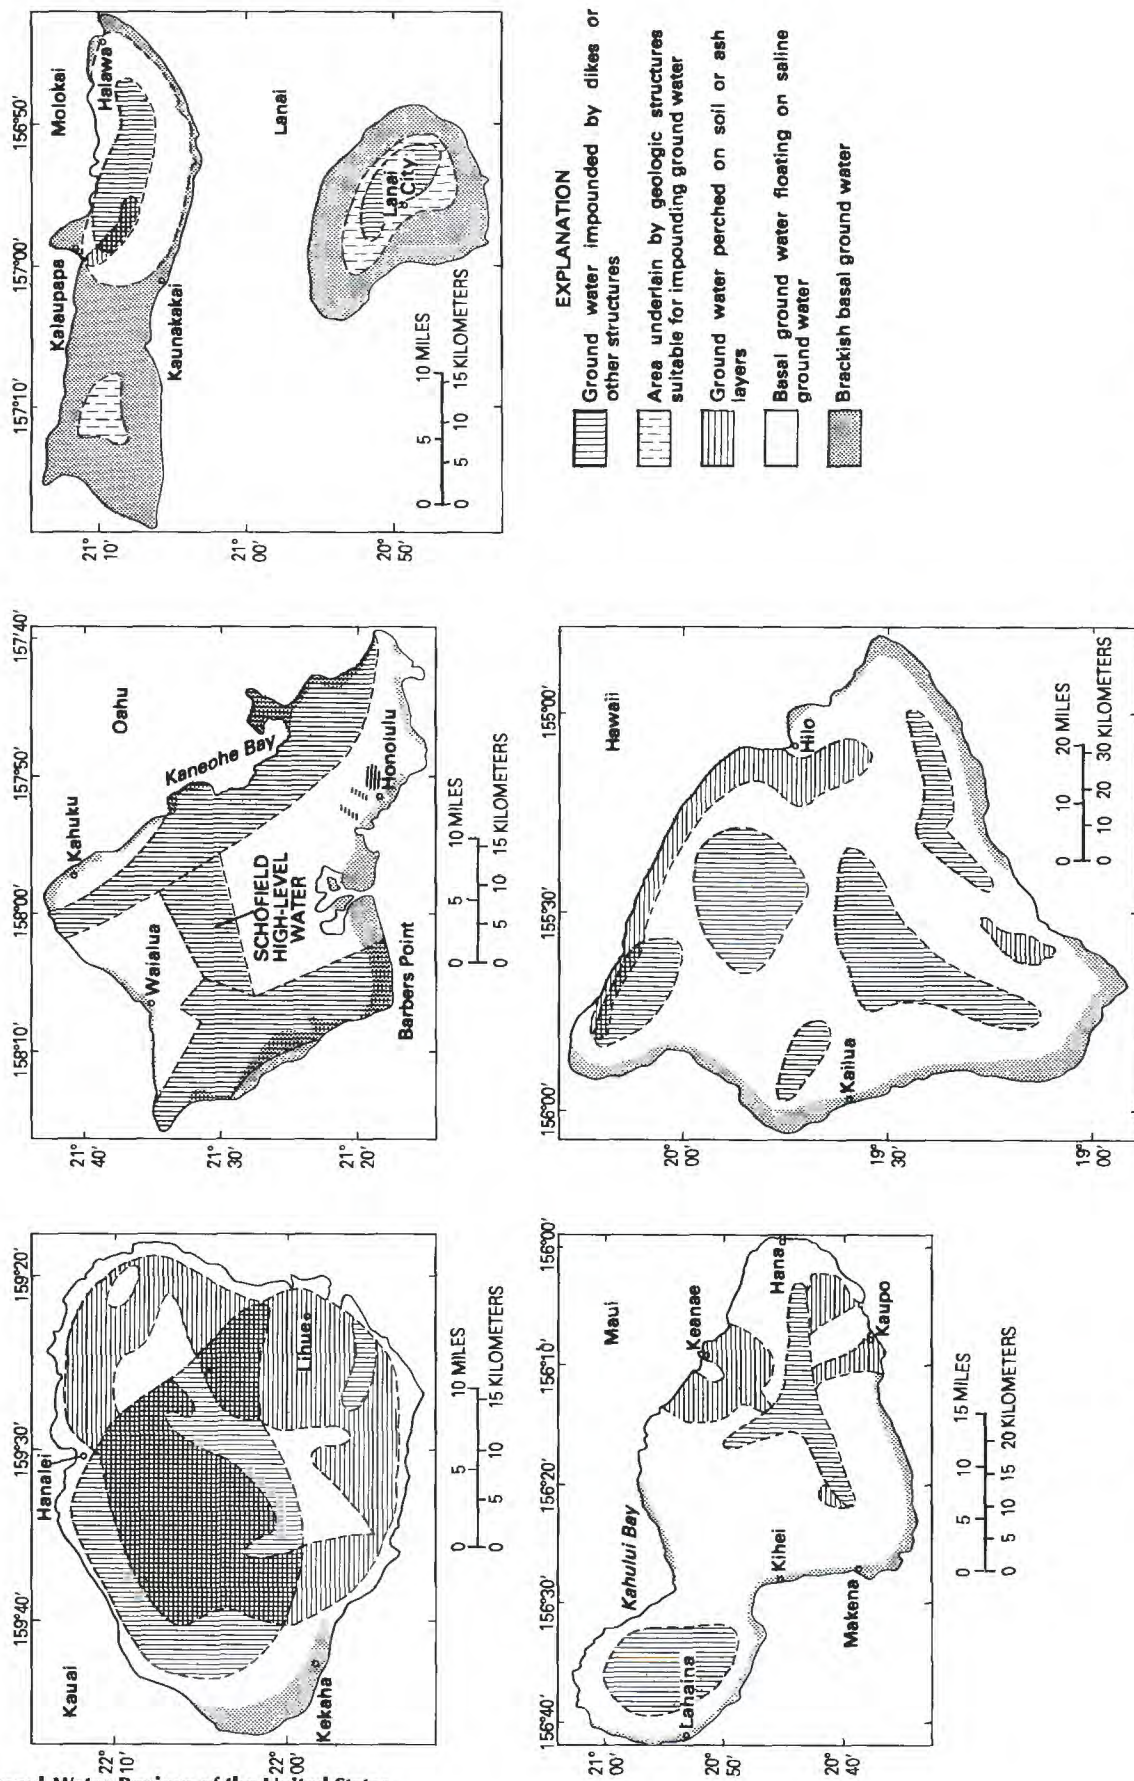 Kauai
159°40'
159°30'
159°20'
22°
10'
22°
00'
Hanalei
Lihue
Kekaha
0 5 10 MILES
0 5 10 15 KILOMETERS
Oahu
158°10'
158°00'
157°50'
157°40'
21°
40'
21°
30'
21°
20'
Kahuku
Waialua
Kaneohe Bay
SCHOFIELD
HIGH-LEVEL
WATER
Honolulu
Barbers Point
0 5 10 MILES
0 5 10 15 KILOMETERS
157°10'
157°00'
156°50'
21°
10'
21°
00'
20°
50'
Molokai
Kalaupapa
Halawa
Kaunakakai
Lanai
Lanai
City
0 5 10 MILES
0 5 10 15 KILOMETERS
Maui
156°40'
156°30'
156°20'
156°10'
156°00'
21°
00'
20°
50'
20°
40'
Kahului Bay
Keanae
Hana
Lahaina
Kihei
Makena
Kaupo
0 5 10 15 MILES
0 5 10 15 20 KILOMETERS
Hawaii
156°00'
155°30'
155°00'
20°
00'
19°
30'
19°
00'
Hilo
Kailua
0 10 20 MILES
0 10 20 30 KILOMETERS
EXPLANATION
Ground water impounded by dikes or
other structures
Area underlain by geologic structures
suitable for impounding ground water
Ground water perched on soil or ash
layers
Basal ground water floating on saline
ground water
Brackish basal ground water